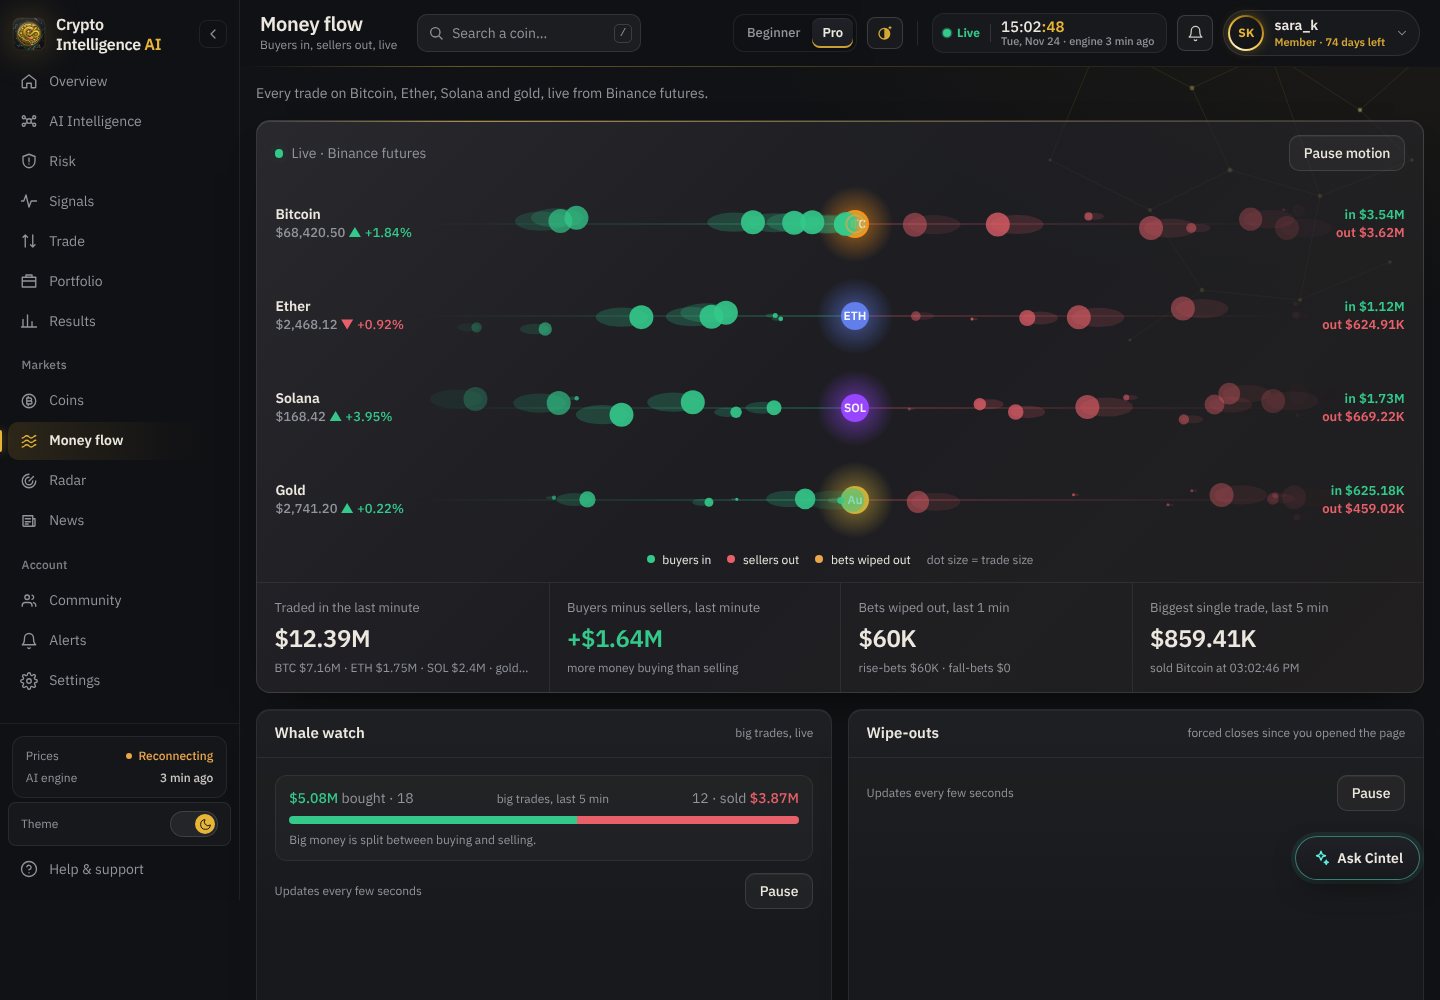 Crypto
Intelligence AI
Overview
AI Intelligence
Risk
Signals
Trade
Portfolio
Results
Markets
Coins
Money flow
Radar
News
Account
Community
Alerts
Settings
Prices Reconnecting
AI engine 3 min ago
Theme
Help & support
Money flow
Buyers in, sellers out, live
Search a coin...
/
Beginner Pro
Live
15:02:48
Tue, Nov 24 · engine 3 min ago
SK
sara_k
Member · 74 days left
Every trade on Bitcoin, Ether, Solana and gold, live from Binance futures.
Live · Binance futures
Pause motion
Bitcoin
$68,420.50 ▲ +1.84%
in $3.54M
out $3.62M
Ether
$2,468.12 ▼ +0.92%
ETH
in $1.12M
out $624.91K
Solana
$168.42 ▲ +3.95%
SOL
in $1.73M
out $669.22K
Gold
$2,741.20 ▲ +0.22%
Au
in $625.18K
out $459.02K
buyers in sellers out bets wiped out dot size = trade size
Traded in the last minute
$12.39M
BTC $7.16M · ETH $1.75M · SOL $2.4M · gold...
Buyers minus sellers, last minute
+$1.64M
more money buying than selling
Bets wiped out, last 1 min
$60K
rise-bets $60K · fall-bets $0
Biggest single trade, last 5 min
$859.41K
sold Bitcoin at 03:02:46 PM
Whale watch
big trades, live
$5.08M bought · 18
big trades, last 5 min
12 · sold $3.87M
Big money is split between buying and selling.
Updates every few seconds
Pause
Wipe-outs
forced closes since you opened the page
Updates every few seconds
Pause
Ask Cintel